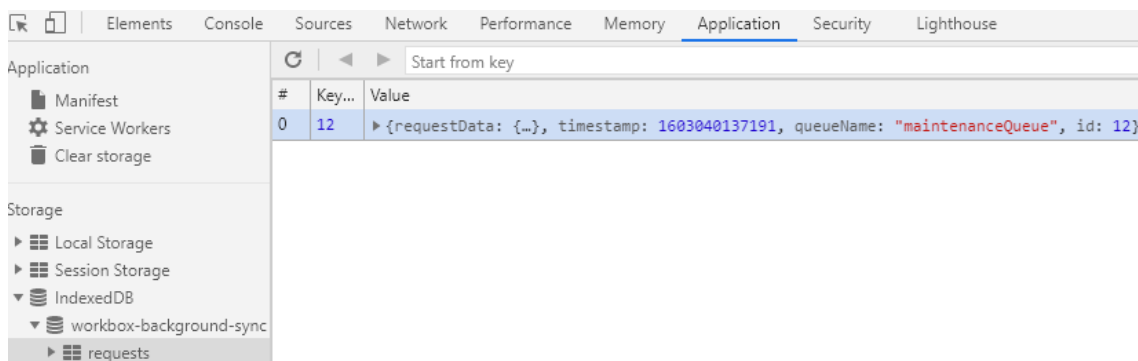 Elements Console Sources Network Performance Memory Application Security Lighthouse
Application
Manifest
Service Workers
Clear storage
Storage
Local Storage
Session Storage
IndexedDB
workbox-background-sync
requests
Start from key
# Key... Value
0 12 {requestData: {…}, timestamp: 1603040137191, queueName: "maintenanceQueue", id: 12}